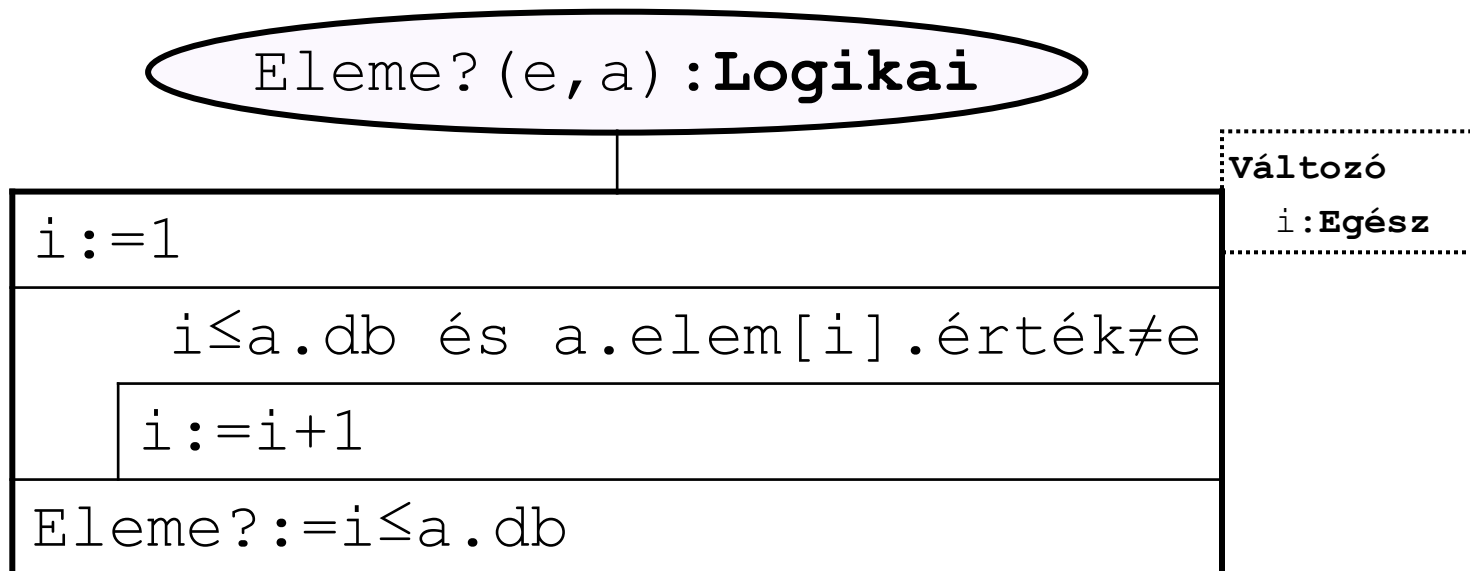 Eleme?(e,a):Logikai
Változó
i:Egész
i:=1
i≤a.db és a.elem[i].érték≠e
i:=i+1
Eleme?:=i≤a.db